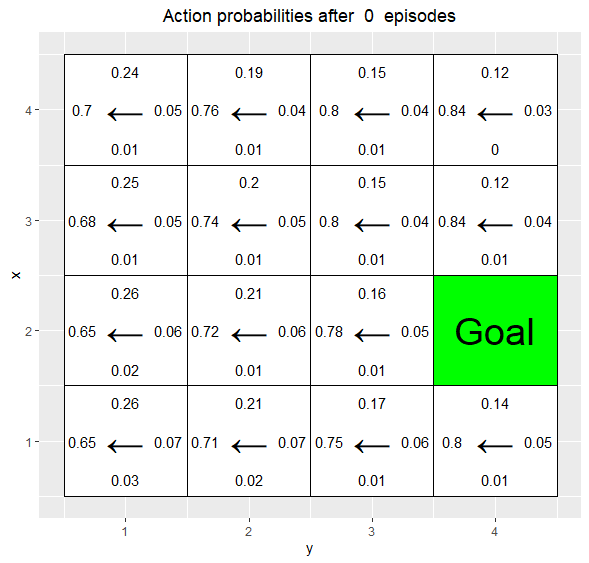 Action probabilities after 0 episodes
0.24 0.19 0.15 0.12
4 0.7 0.05 0.76 0.04 0.8 0.04 0.84 0.03
0.01 0.01 0.01 0
0.25 0.2 0.15 0.12
3 0.68 0.05 0.74 0.05 0.8 0.04 0.84 0.04
0.01 0.01 0.01 0.01
x
0.26 0.21 0.16
2 0.65 0.06 0.72 0.06 0.78 0.05 Goal
0.02 0.01 0.01
0.26 0.21 0.17 0.14
1 0.65 0.07 0.71 0.07 0.75 0.06 0.8 0.05
0.03 0.02 0.01 0.01
1 2 3 4
y